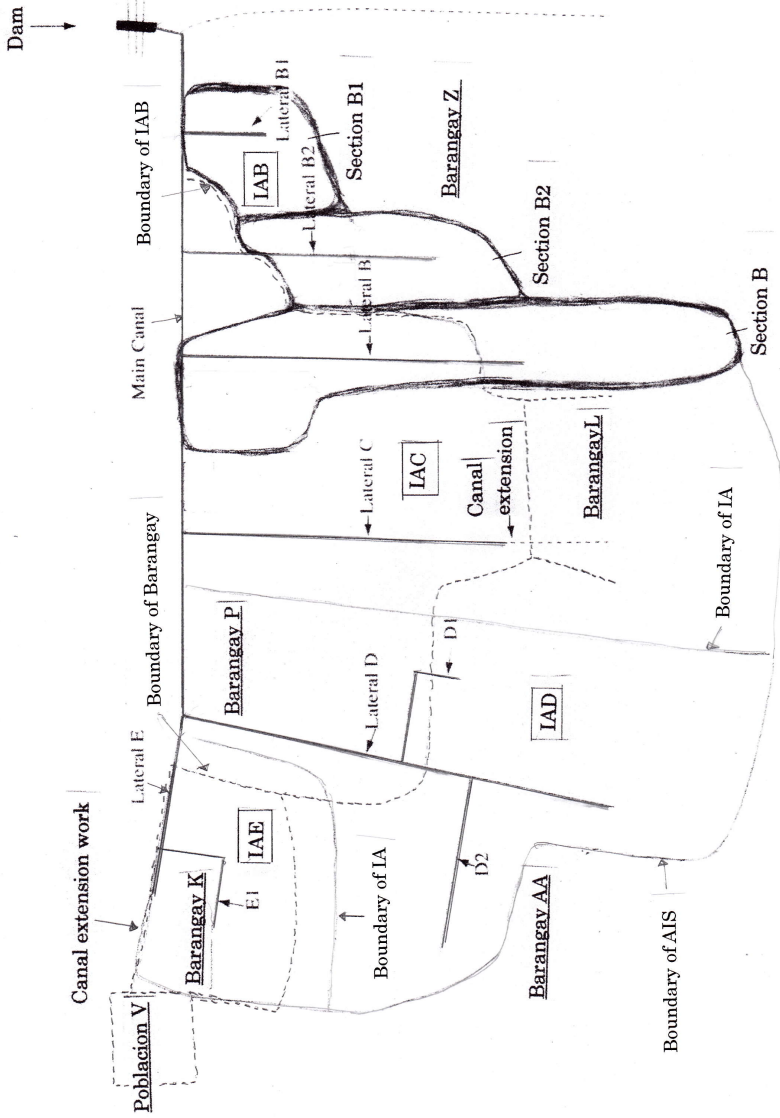 Dam
Poblacion V
Canal extension work
Lateral E
Boundary of Barangay
Main Canal
Boundary of IAB
Barangay K
E1
IAE
Barangay P
Lateral D
D1
Lateral C
IAC
Lateral B
Lateral B2
IAB
Lateral B1
Section B1
Boundary of IA
D2
IAD
Canal
extension
Barangay Z
Section B2
Barangay AA
BarangayL
Boundary of AIS
Boundary of IA
Section B